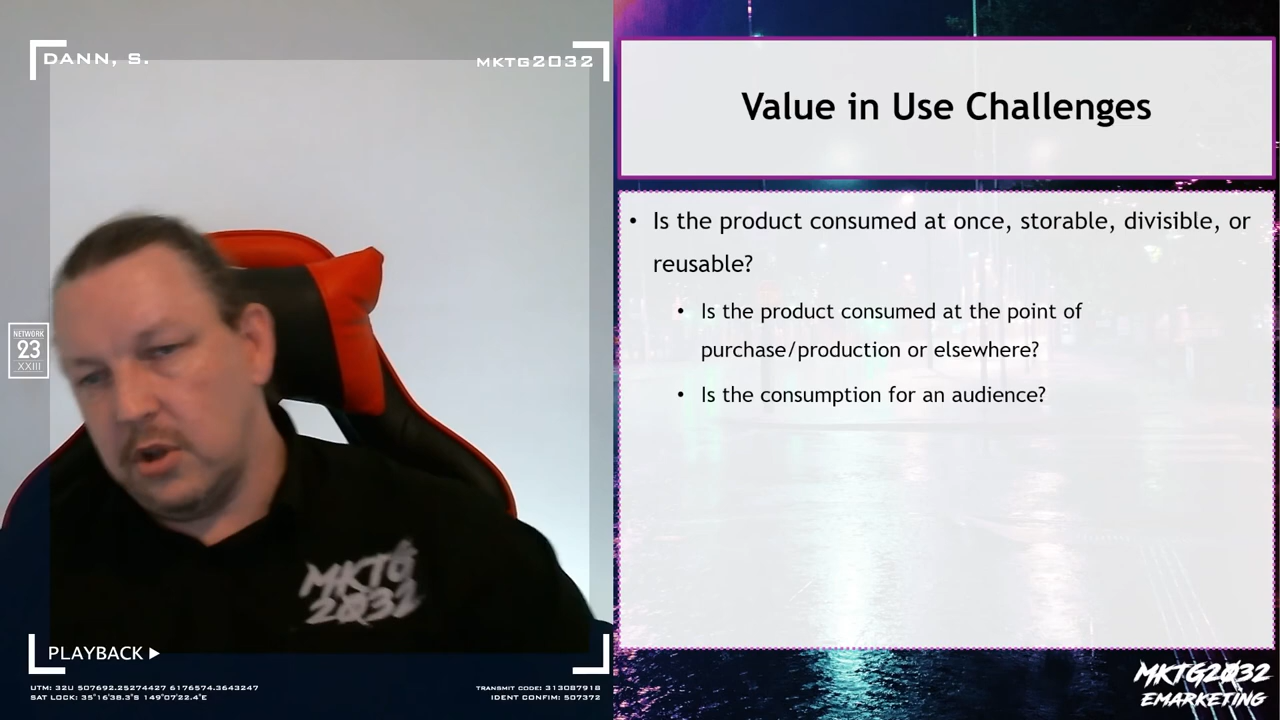 DANN, S.
MKTG2032
NETWORK
23
XXIII
MKTG
2032
PLAYBACK
UTM: 32U 507692.25274427 6176574.3643247
SAT LOCK: 35°16'38.3"S 149°07'22.4"E
TRANSMIT CODE: 313087918
IDENT CONFIM: 507372
Value in Use Challenges
• Is the product consumed at once, storable, divisible, or
reusable?
• Is the product consumed at the point of
purchase/production or elsewhere?
• Is the consumption for an audience?
MKTG2032
EMARKETING